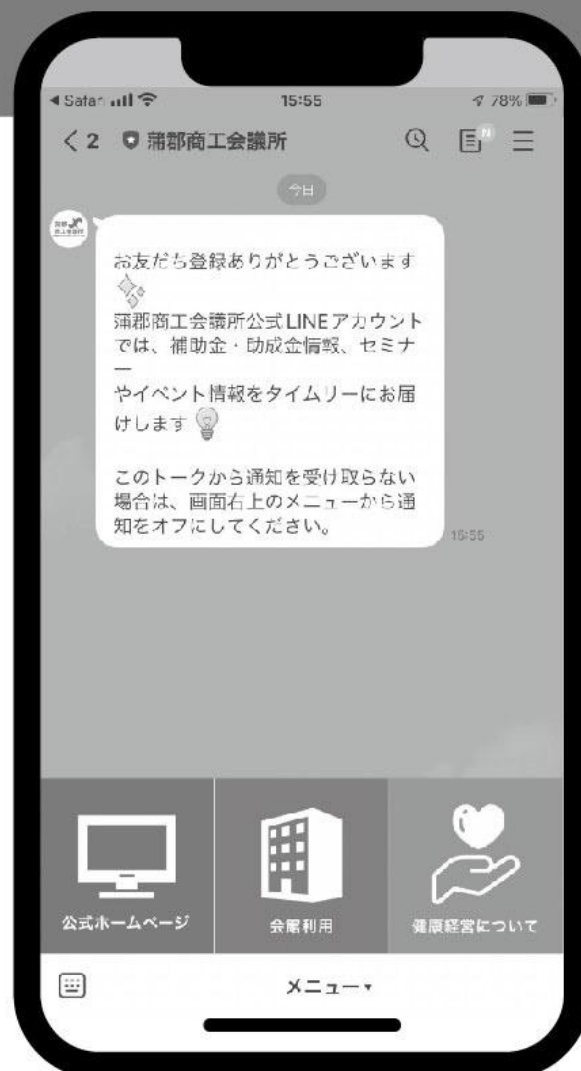 ◀ Safari 15:55 78%
< 2 蒲郡商工会議所
N
今日
お友だち登録ありがとうございます
蒲郡商工会議所公式LINEアカウント
では、補助金・助成金情報、セミナ
ー
やイベント情報をタイムリーにお届
けします
このトークから通知を受け取らない
場合は、画面右上のメニューから通
知をオフにしてください。
15:55
公式ホームページ 会館利用 健康経営について
メニュー▼